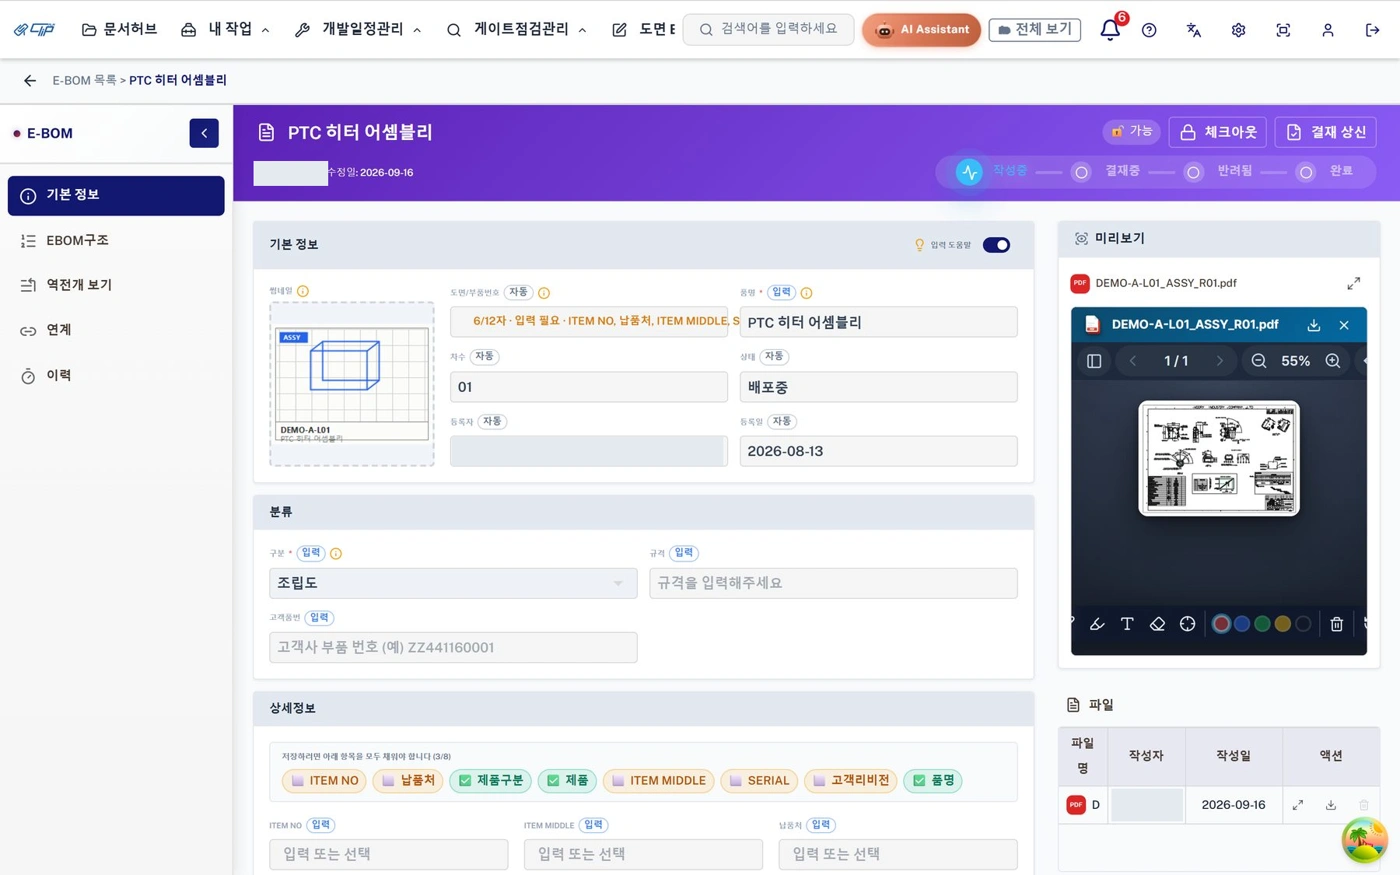 CTP
문서허브
내 작업
개발일정관리
게이트점검관리
도면 E
검색어를 입력하세요
AI Assistant
전체 보기
6
E-BOM 목록 > PTC 히터 어셈블리
E-BOM
기본 정보
EBOM구조
역전개 보기
연계
이력
PTC 히터 어셈블리
수정일: 2026-09-16
가능
체크아웃
결재 상신
작성중
결재중
반려됨
완료
기본 정보
입력 도움말
썸네일
ASSY
DEMO-A-L01
PTC 히터 어셈블리
도면/부품번호 자동
6/12자 · 입력 필요 · ITEM NO, 납품처, ITEM MIDDLE, S
품명 * 입력
PTC 히터 어셈블리
차수 자동
01
상태 자동
배포중
등록자 자동
등록일 자동
2026-08-13
분류
구분 * 입력
조립도
규격 입력
규격을 입력해주세요
고객품번 입력
고객사 부품 번호 (예) ZZ441160001
상세정보
저장하려면 아래 항목을 모두 채워야 합니다 (3/8)
ITEM NO
납품처
제품구분
제품
ITEM MIDDLE
SERIAL
고객리비전
품명
ITEM NO 입력
입력 또는 선택
ITEM MIDDLE 입력
입력 또는 선택
납품처 입력
입력 또는 선택
미리보기
PDF DEMO-A-L01_ASSY_R01.pdf
DEMO-A-L01_ASSY_R01.pdf
1 / 1
55%
파일
파일명
작성자
작성일
액션
PDF D
2026-09-16